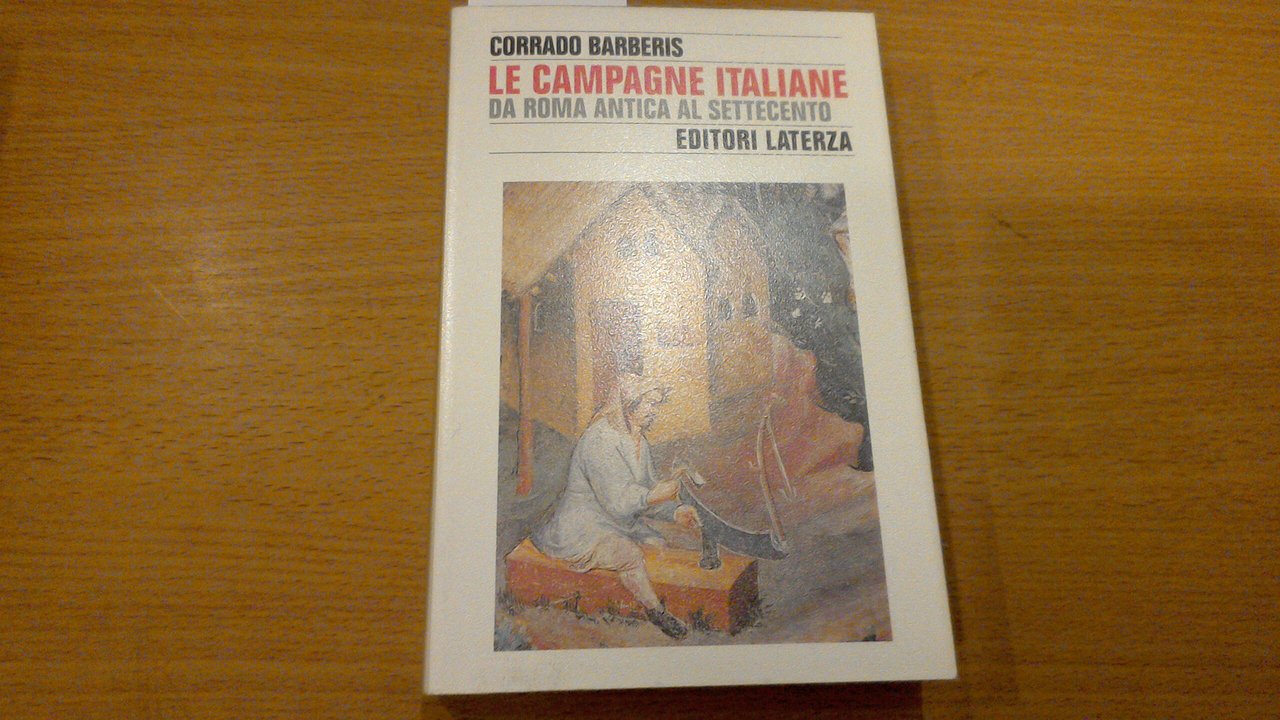 CORRADO BARBERIS
LE CAMPAGNE ITALIANE
DA ROMA ANTICA AL SETTECENTO
EDITORI LATERZA